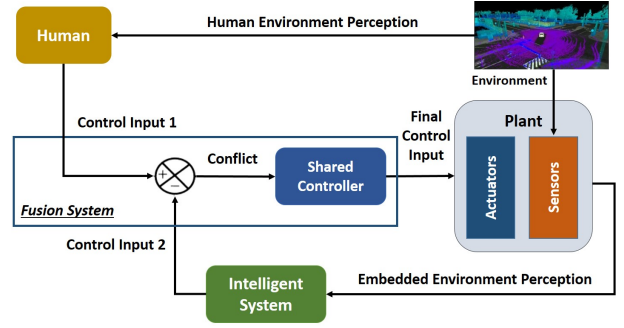 Human
Human Environment Perception
Environment
Control Input 1
Final
Control
Input
Plant
Actuators
Sensors
+
−
Conflict
Shared
Controller
Fusion System
Control Input 2
Intelligent
System
Embedded Environment Perception